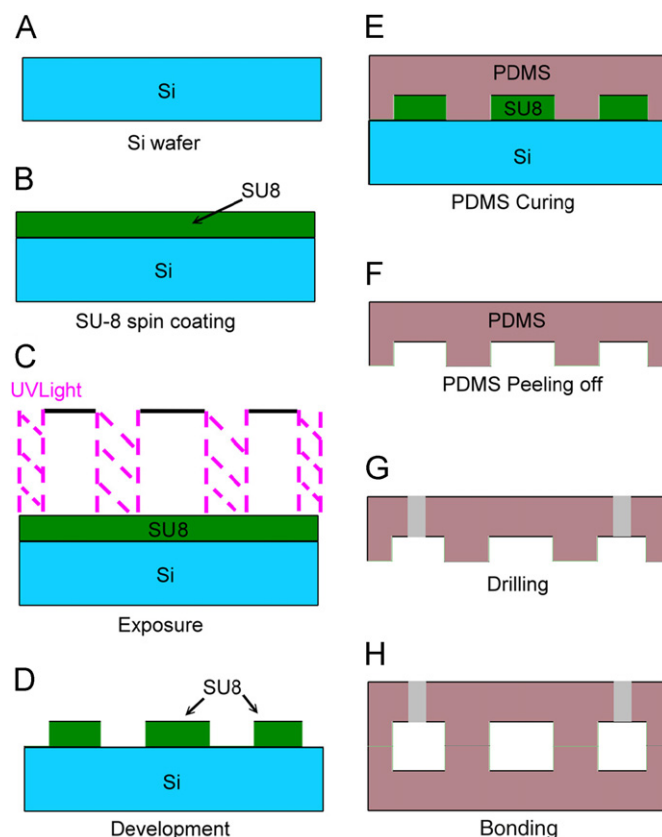 A
Si
Si wafer
B
SU8
Si
SU-8 spin coating
C
UVLight
SU8
Si
Exposure
D
SU8
Si
Development
E
PDMS
SU8
Si
PDMS Curing
F
PDMS
PDMS Peeling off
G
Drilling
H
Bonding